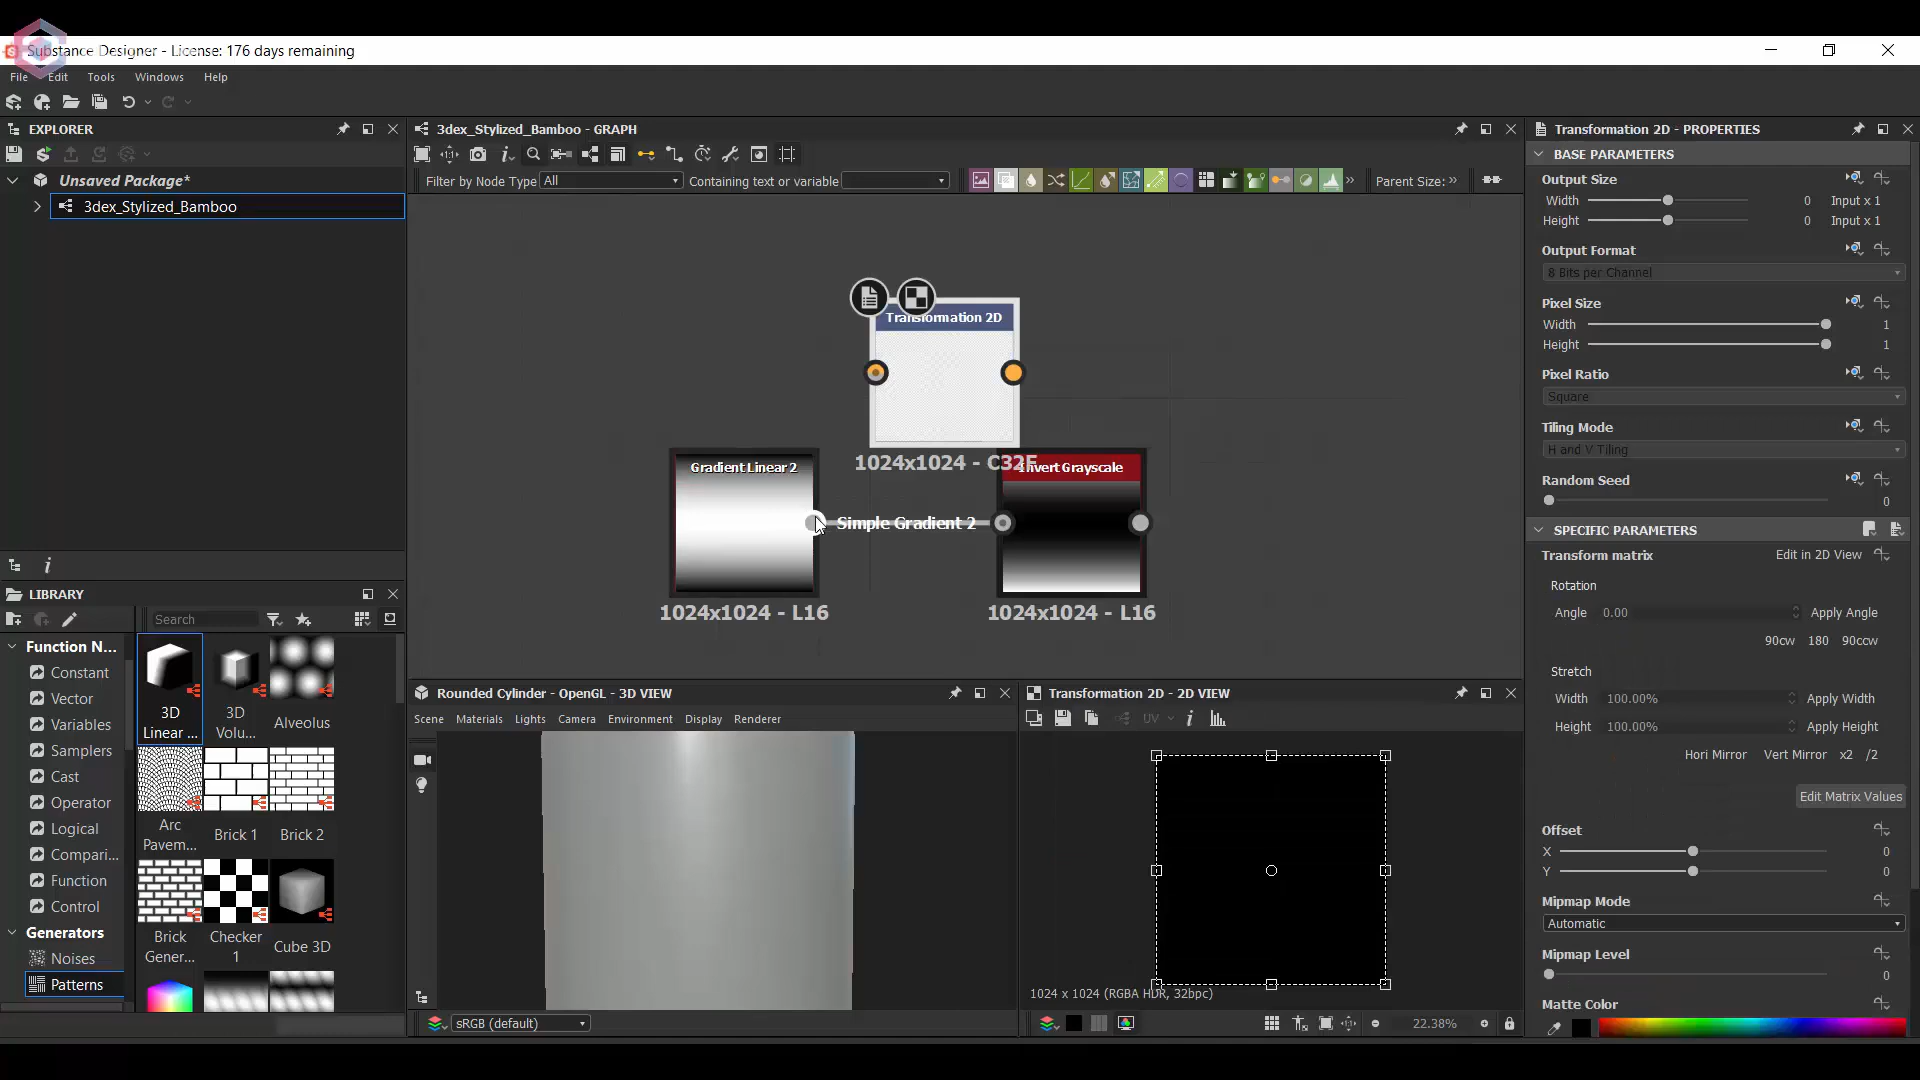 Substance Designer - License: 176 days remaining
File Edit Tools Windows Help
EXPLORER
3dex_Stylized_Bamboo - GRAPH
Transformation 2D - PROPERTIES
Unsaved Package*
3dex_Stylized_Bamboo
Filter by Node Type All Containing text or variable Parent Size: »
BASE PARAMETERS
Output Size
Width 0 Input x 1
Height 0 Input x 1
Output Format
8 Bits per Channel
Pixel Size
Width 1
Height 1
Pixel Ratio
Square
Tiling Mode
H and V Tiling
Random Seed
0
SPECIFIC PARAMETERS
Transform matrix Edit in 2D View
Rotation
Angle 0.00 Apply Angle
90cw 180 90ccw
Stretch
Width 100.00% Apply Width
Height 100.00% Apply Height
Hori Mirror Vert Mirror x2 /2
Edit Matrix Values
Offset
X 0
Y 0
Mipmap Mode
Automatic
Mipmap Level
0
Matte Color
Transformation 2D
1024x1024 - C32F
Gradient Linear 2
Simple Gradient 2
Invert Grayscale
1024x1024 - L16
1024x1024 - L16
LIBRARY
Search
Function N...
Constant
Vector
Variables
Samplers
Cast
Operator
Logical
Compari...
Function
Control
Generators
Noises
Patterns
3D Linear ...
3D Volu...
Alveolus
Arc Pavem...
Brick 1
Brick 2
Brick Gener...
Checker 1
Cube 3D
Rounded Cylinder - OpenGL - 3D VIEW
Scene Materials Lights Camera Environment Display Renderer
sRGB (default)
Transformation 2D - 2D VIEW
UV
1024 x 1024 (RGBA HDR, 32bpc)
22.38%